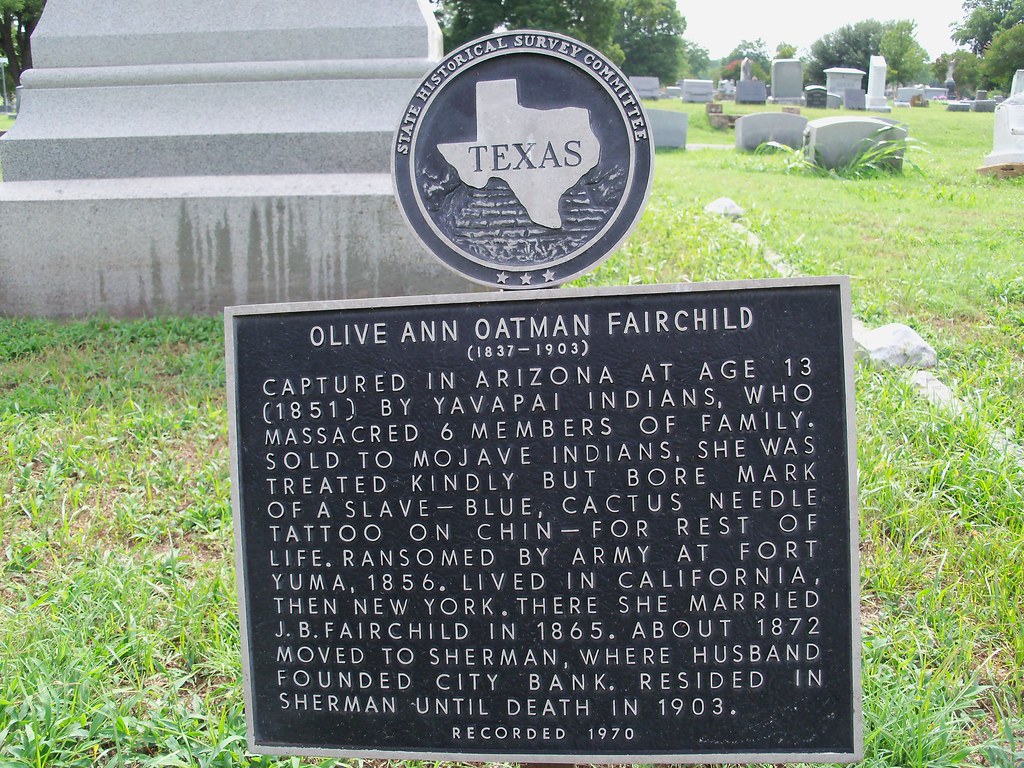 STATE HISTORICAL SURVEY COMMITTEE
TEXAS
OLIVE ANN OATMAN FAIRCHILD
(1837-1903)
CAPTURED IN ARIZONA AT AGE 13
(1851) BY YAVAPAI INDIANS, WHO
MASSACRED 6 MEMBERS OF FAMILY.
SOLD TO MOJAVE INDIANS, SHE WAS
TREATED KINDLY BUT BORE MARK
OF A SLAVE—BLUE, CACTUS NEEDLE
TATTOO ON CHIN—FOR REST OF
LIFE. RANSOMED BY ARMY AT FORT
YUMA, 1856. LIVED IN CALIFORNIA,
THEN NEW YORK. THERE SHE MARRIED
J.B. FAIRCHILD IN 1865. ABOUT 1872
MOVED TO SHERMAN, WHERE HUSBAND
FOUNDED CITY BANK. RESIDED IN
SHERMAN UNTIL DEATH IN 1903.
RECORDED 1970